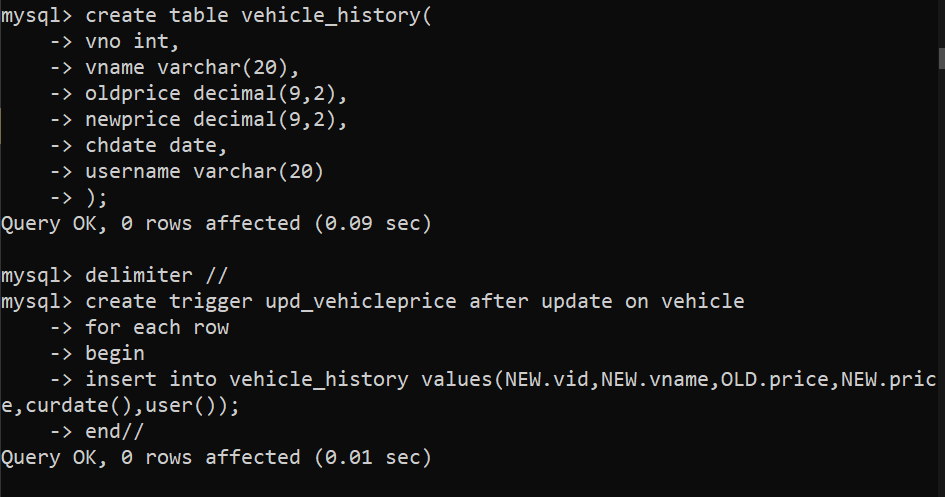 mysql> create table vehicle_history(
    -> vno int,
    -> vname varchar(20),
    -> oldprice decimal(9,2),
    -> newprice decimal(9,2),
    -> chdate date,
    -> username varchar(20)
    -> );
Query OK, 0 rows affected (0.09 sec)

mysql> delimiter //
mysql> create trigger upd_vehicleprice after update on vehicle
    -> for each row
    -> begin
    -> insert into vehicle_history values(NEW.vid,NEW.vname,OLD.price,NEW.pric
e,curdate(),user());
    -> end//
Query OK, 0 rows affected (0.01 sec)